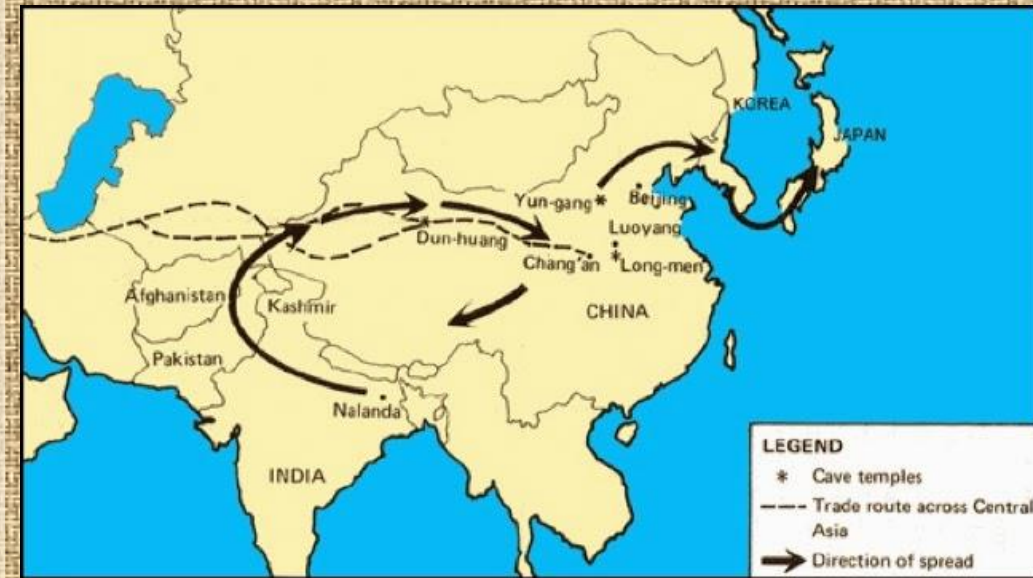 KOREA
JAPAN
Yun-gang
Beijing
Luoyang
Dun-huang
Chang'an
Long-men
Afghanistan
Kashmir
CHINA
Pakistan
Nalanda
INDIA
LEGEND
* Cave temples
Trade route across Central
Asia
Direction of spread